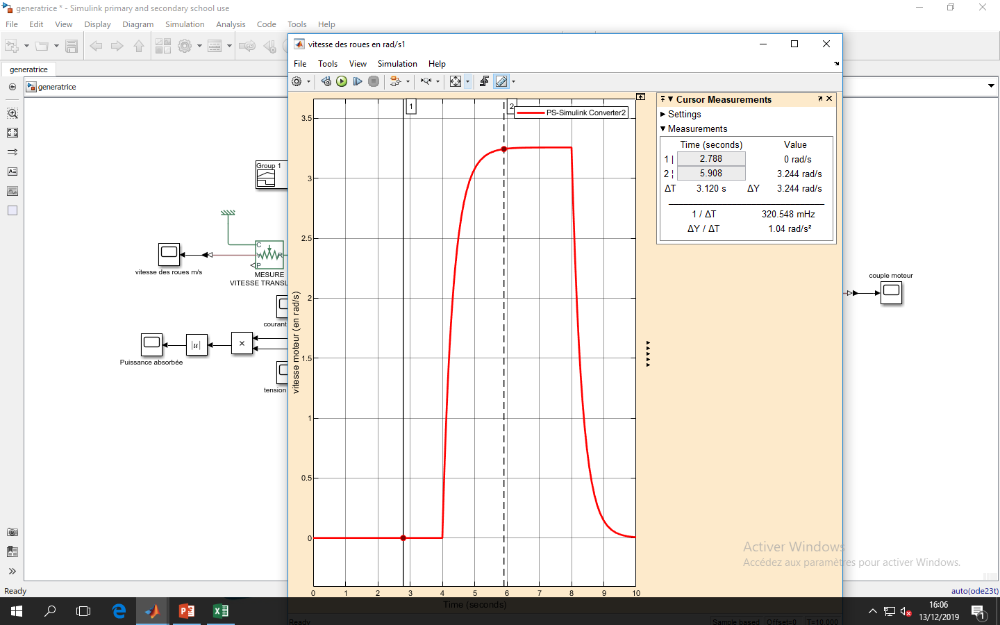 generatrice * - Simulink primary and secondary school use
File Edit View Display Diagram Simulation Analysis Code Tools Help
generatrice
generatrice
vitesse des roues en rad/s1
File Tools View Simulation Help
1
2
PS-Simulink Converter2
3.5
3
2.5
2
1.5
1
0.5
0
vitesse moteur (en rad/s)
0 1 2 3 4 5 6 7 8 9 10
Time (seconds)
Ready
Sample based Offset=0 T=10.000
Cursor Measurements
Settings
Measurements
Time (seconds) Value
1 | 2.788 0 rad/s
2 ¦ 5.908 3.244 rad/s
ΔT 3.120 s ΔY 3.244 rad/s
1 / ΔT 320.548 mHz
ΔY / ΔT 1.04 rad/s²
Group 1
C
V R
P
MESURE
VITESSE TRANSL
vitesse des roues m/s
courant
|u|
×
Puissance absorbée
tension
couple moteur
Activer Windows
Accédez aux paramètres pour activer Windows.
Ready
auto(ode23t)
16:06
13/12/2019
1